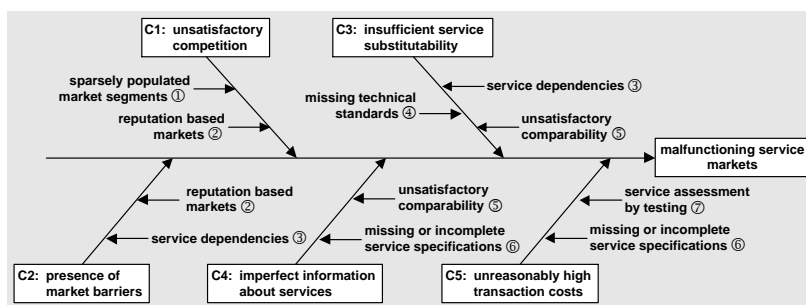 C1: unsatisfactory
competition
C3: insufficient service
substitutability
sparsely populated
market segments ①
reputation based
markets ②
service dependencies ③
missing technical
standards ④
unsatisfactory
comparability ⑤
malfunctioning service
markets
reputation based
markets ②
service dependencies ③
unsatisfactory
comparability ⑤
missing or incomplete
service specifications ⑥
service assessment
by testing ⑦
missing or incomplete
service specifications ⑥
C2: presence of
market barriers
C4: imperfect information
about services
C5: unreasonably high
transaction costs